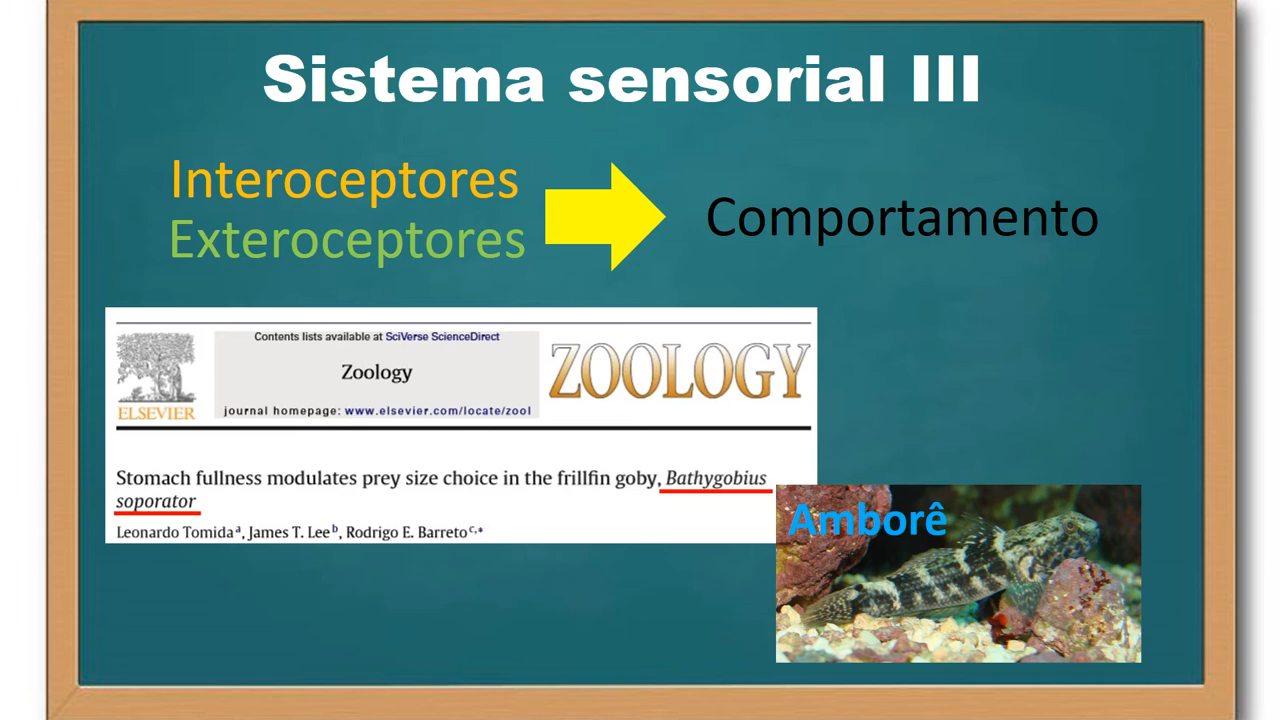 Sistema sensorial III
Interoceptores
Exteroceptores
Comportamento
Contents lists available at SciVerse ScienceDirect
Zoology
journal homepage: www.elsevier.com/locate/zool
ELSEVIER
ZOOLOGY
Stomach fullness modulates prey size choice in the frillfin goby, Bathygobius
soporator
Leonardo Tomida a, James T. Lee b, Rodrigo E. Barreto c,*
Amborê